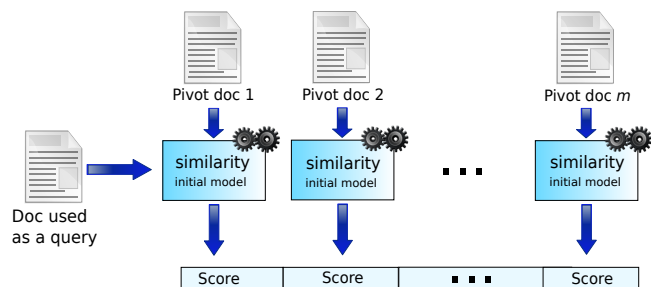 Pivot doc 1
Pivot doc 2
Pivot doc m
similarity
initial model
similarity
initial model
...
similarity
initial model
Doc used
as a query
Score
Score
...
Score